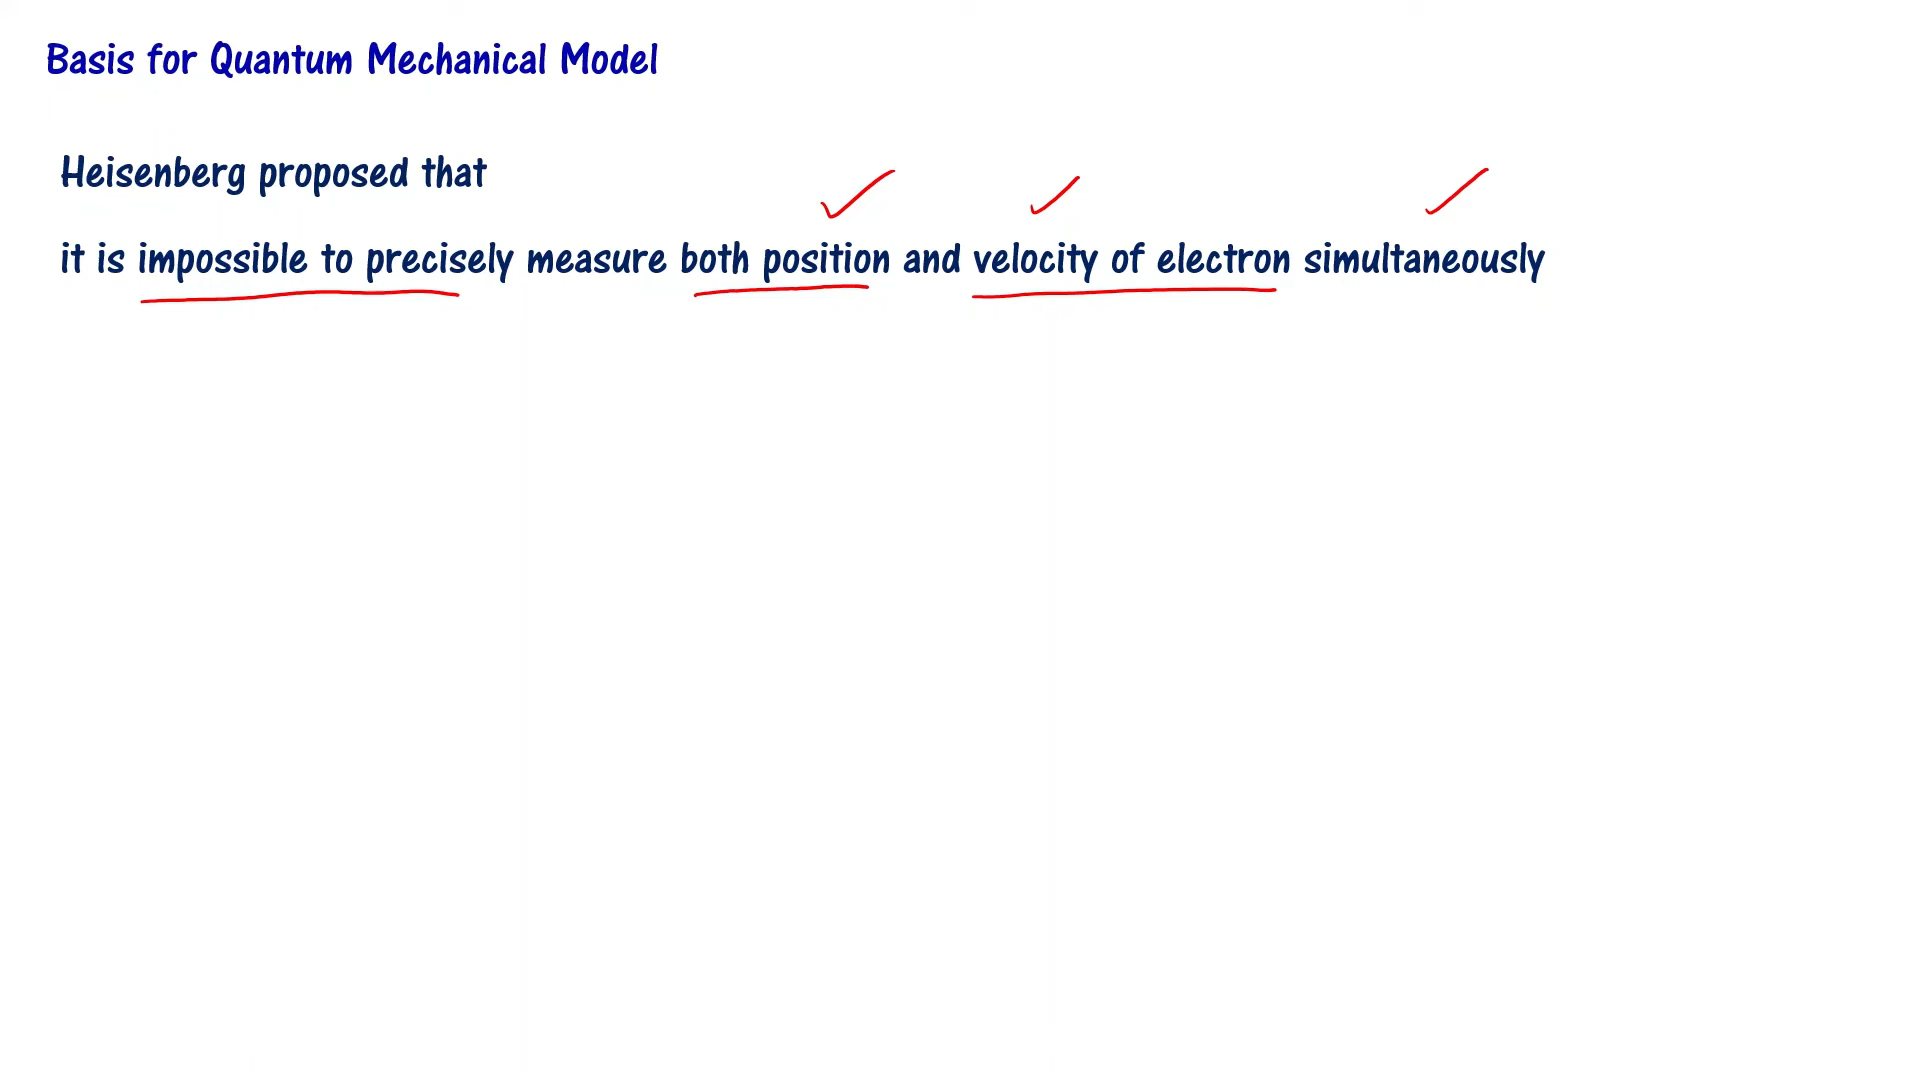 Basis for Quantum Mechanical Model
Heisenberg proposed that
it is impossible to precisely measure both position and velocity of electron simultaneously